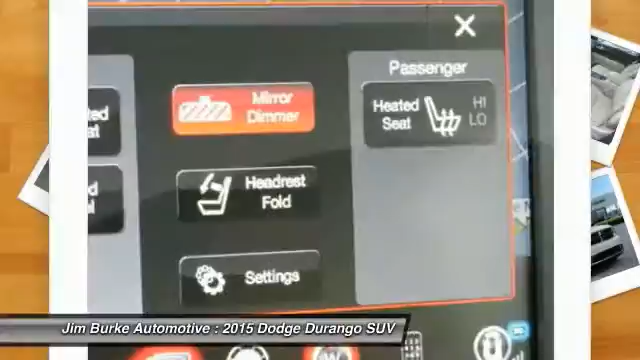 Passenger
Mirror
Dimmer
Heated
Seat
HI
LO
Headrest
Fold
Settings
Jim Burke Automotive : 2015 Dodge Durango SUV